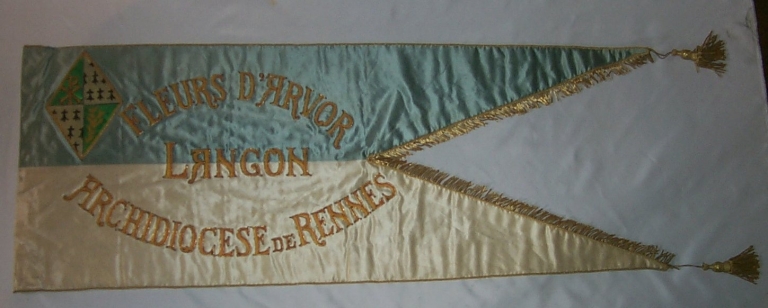 FLEURS D'ARVOR
LANGON
ARCHIDIOCESE DE RENNES